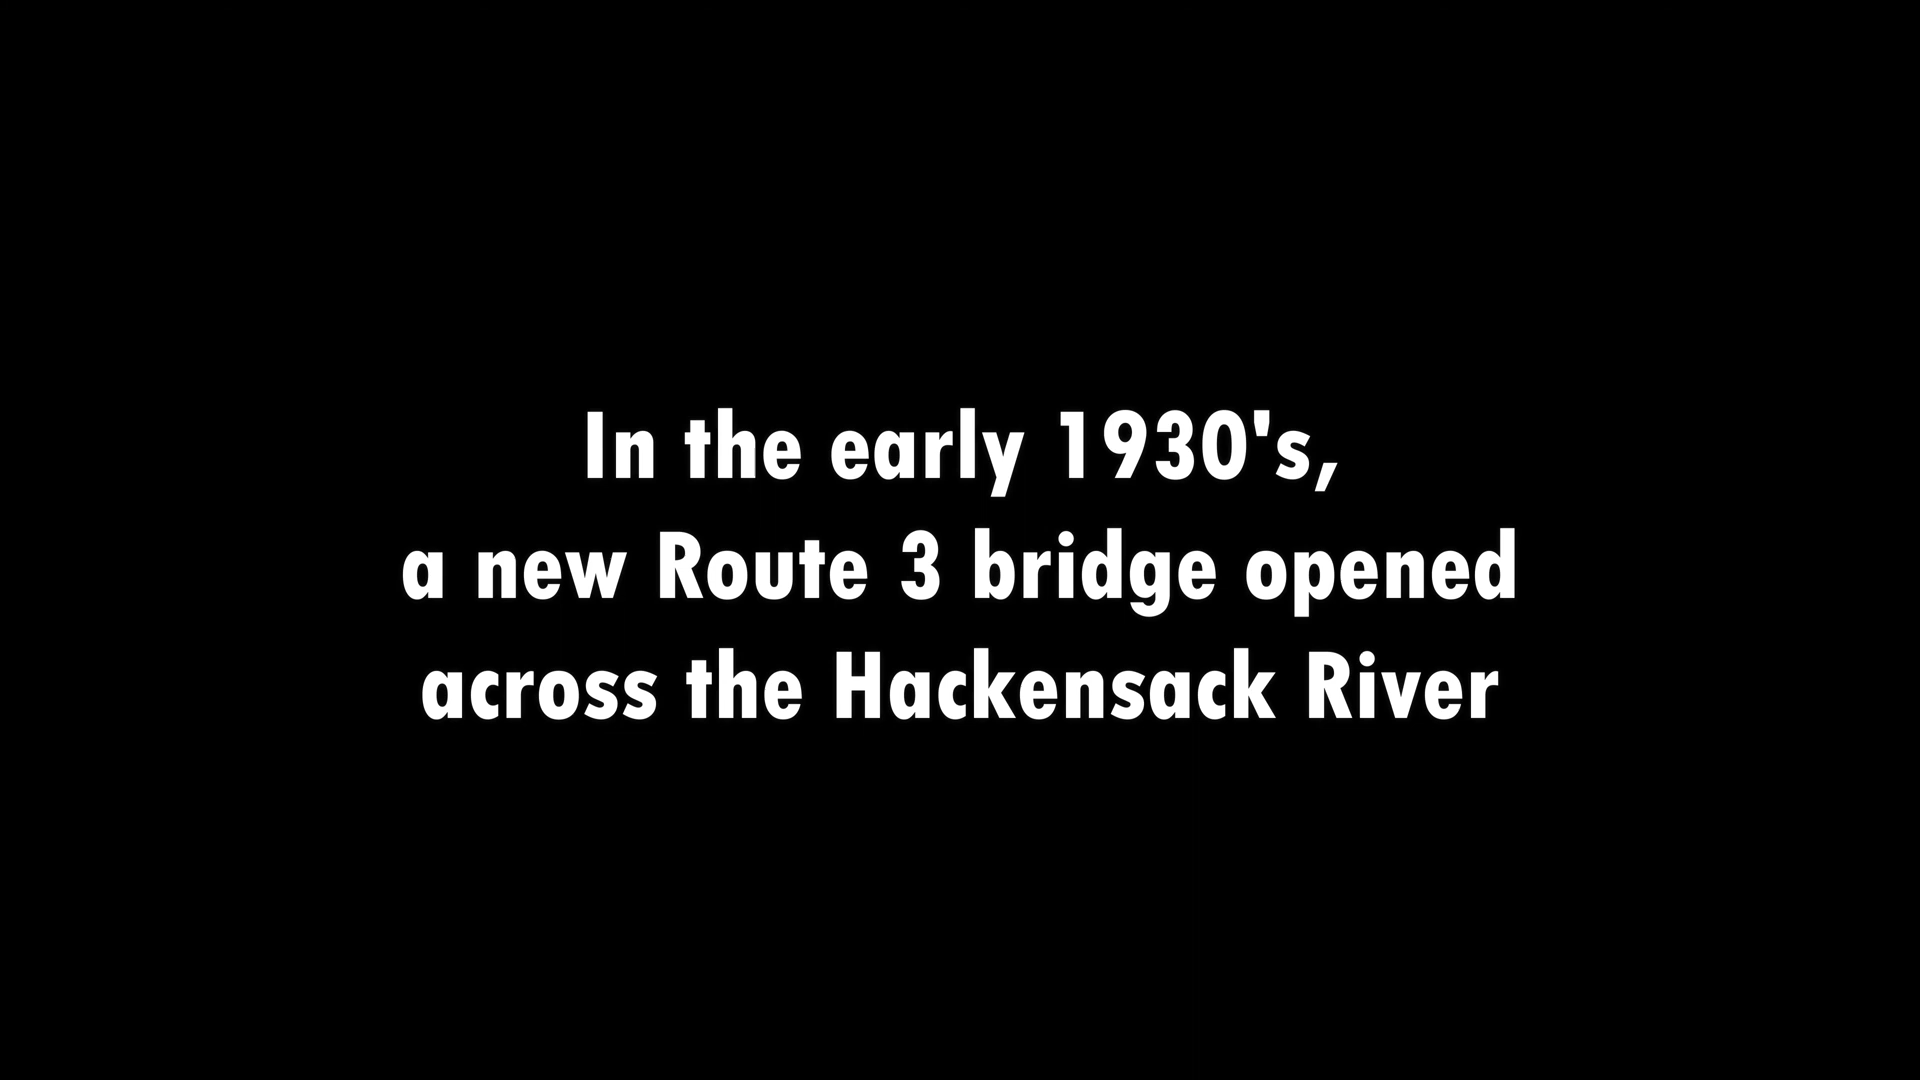 In the early 1930's,
a new Route 3 bridge opened
across the Hackensack River